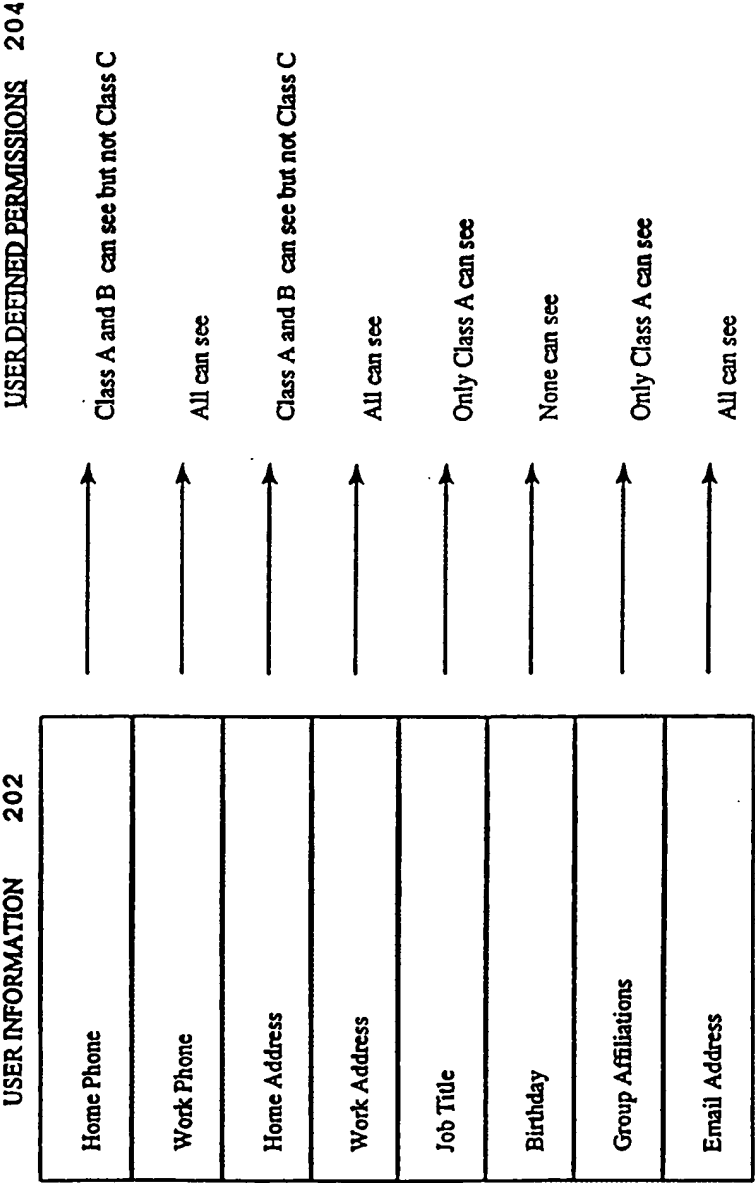 USER INFORMATION 202
USER DEFINED PERMISSIONS 204
Home Phone
Class A and B can see but not Class C
Work Phone
All can see
Home Address
Class A and B can see but not Class C
Work Address
All can see
Job Title
Only Class A can see
Birthday
None can see
Group Affiliations
Only Class A can see
Email Address
All can see